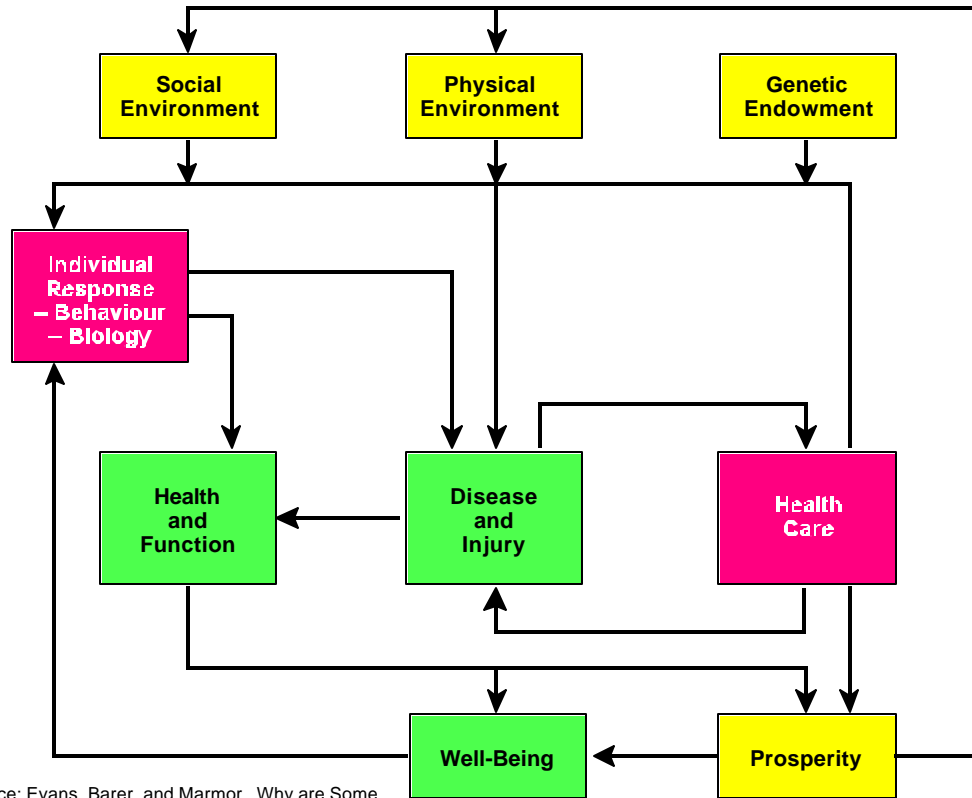 Social
Environment
Physical
Environment
Genetic
Endowment
Individual
Response
– Behaviour
– Biology
Health
and
Function
Disease
and
Injury
Health
Care
Well-Being
Prosperity
Evans, Barer, and Marmor. Why are Some